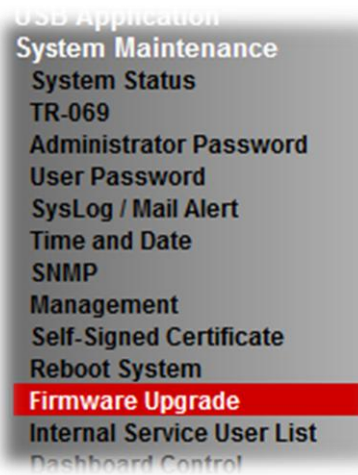 USB Application
System Maintenance
System Status
TR-069
Administrator Password
User Password
SysLog / Mail Alert
Time and Date
SNMP
Management
Self-Signed Certificate
Reboot System
Firmware Upgrade
Internal Service User List
Dashboard Control